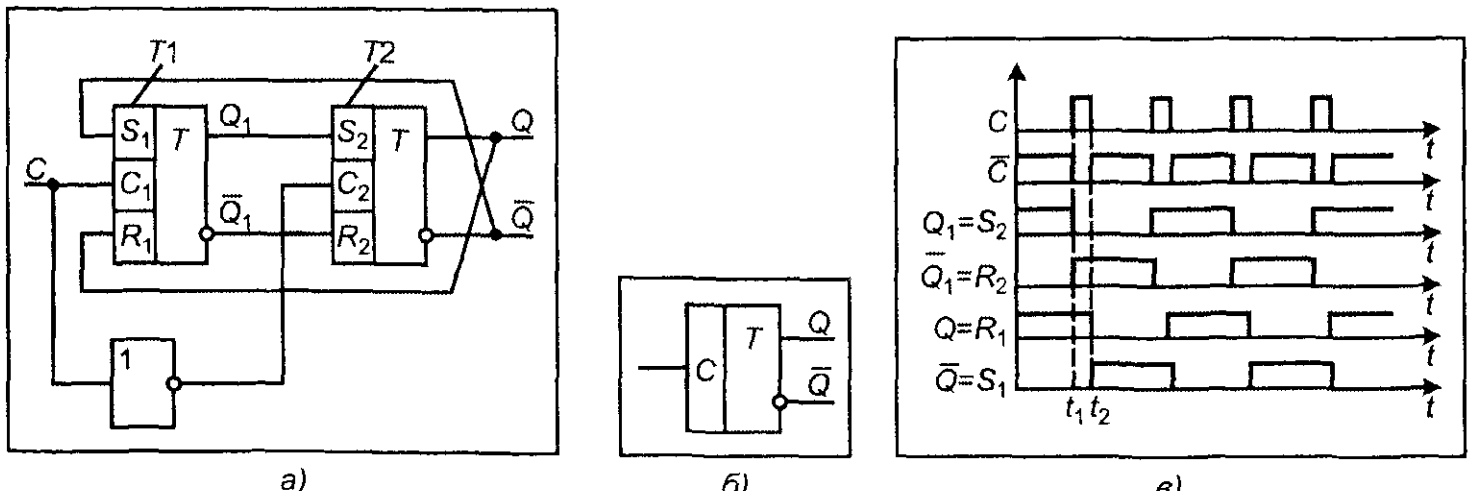 T1
T2
S₁
T
Q₁
S₂
T
Q
C
C₁
C₂
R₁
Q̅₁
R₂
Q̅
1
а)
C
T
Q
Q̅
б)
C
t
C̅
t
Q₁=S₂
t
Q̅₁=R₂
t
Q=R₁
t
Q̅=S₁
t₁ t₂
t
в)